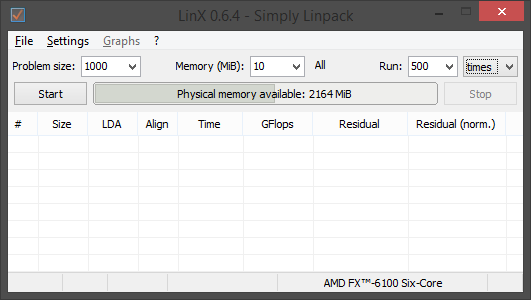 LinX 0.6.4 - Simply Linpack
File Settings Graphs ?
Problem size: 1000 Memory (MiB): 10 All Run: 500 times
Start Physical memory available: 2164 MiB Stop
# Size LDA Align Time GFlops Residual Residual (norm.)
AMD FX™-6100 Six-Core